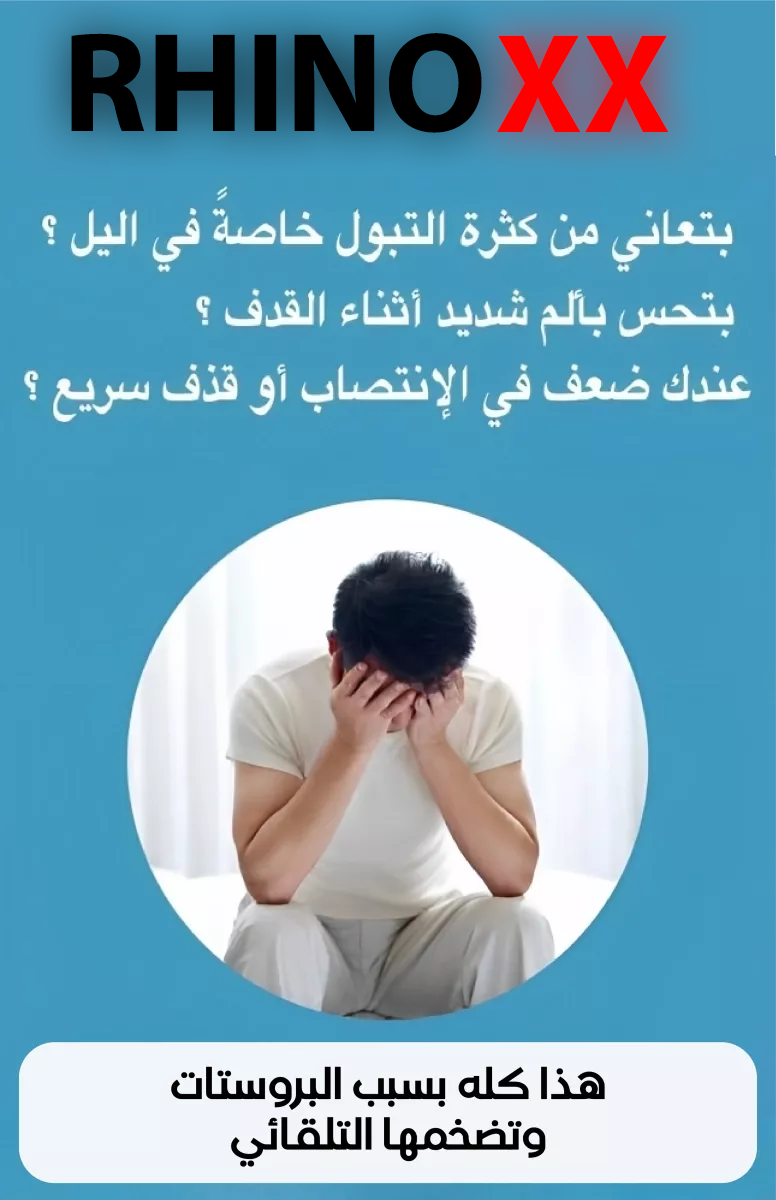 RHINOXX
بتعاني من كثرة التبول خاصةً في اليل ؟
بتحس بألم شديد أثناء القدف ؟
عندك ضعف في الإنتصاب أو قذف سريع ؟
هذا كله بسبب البروستات
وتضخمها التلقائي